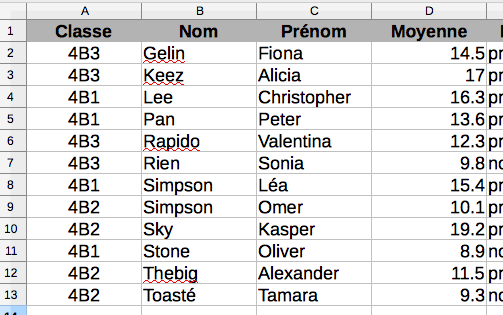 A B C D
1 Classe Nom Prénom Moyenne
2 4B3 Gelin Fiona 14.5 pr
3 4B3 Keez Alicia 17 pr
4 4B1 Lee Christopher 16.3 pr
5 4B1 Pan Peter 13.6 pr
6 4B3 Rapido Valentina 12.3 pr
7 4B3 Rien Sonia 9.8 no
8 4B1 Simpson Léa 15.4 pr
9 4B2 Simpson Omer 10.1 pr
10 4B2 Sky Kasper 19.2 pr
11 4B1 Stone Oliver 8.9 no
12 4B2 Thebig Alexander 11.5 pr
13 4B2 Toasté Tamara 9.3 no